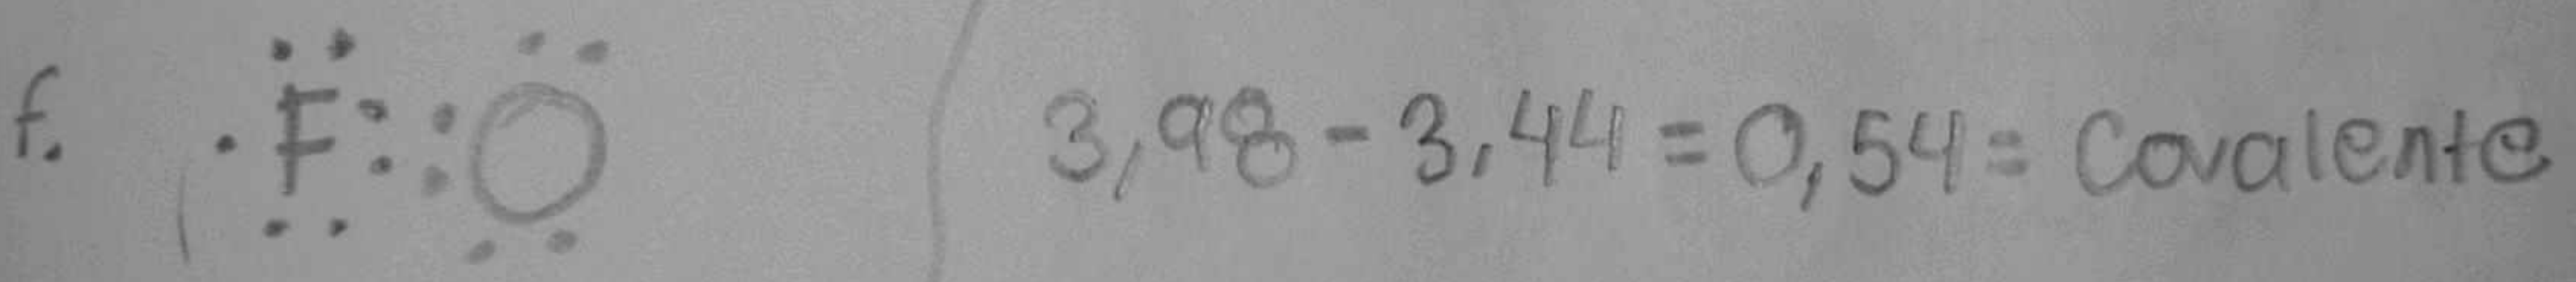 f. F O 3,98 - 3,44 = 0,54 = Covalente